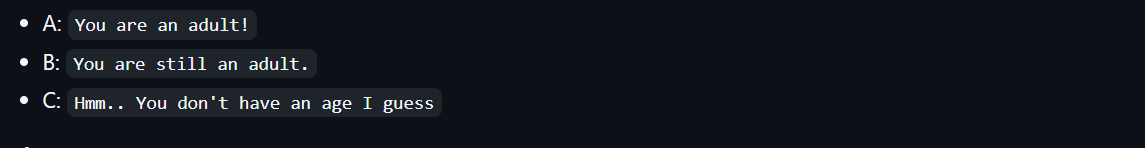 A: You are an adult!
B: You are still an adult.
C: Hmm.. You don't have an age I guess